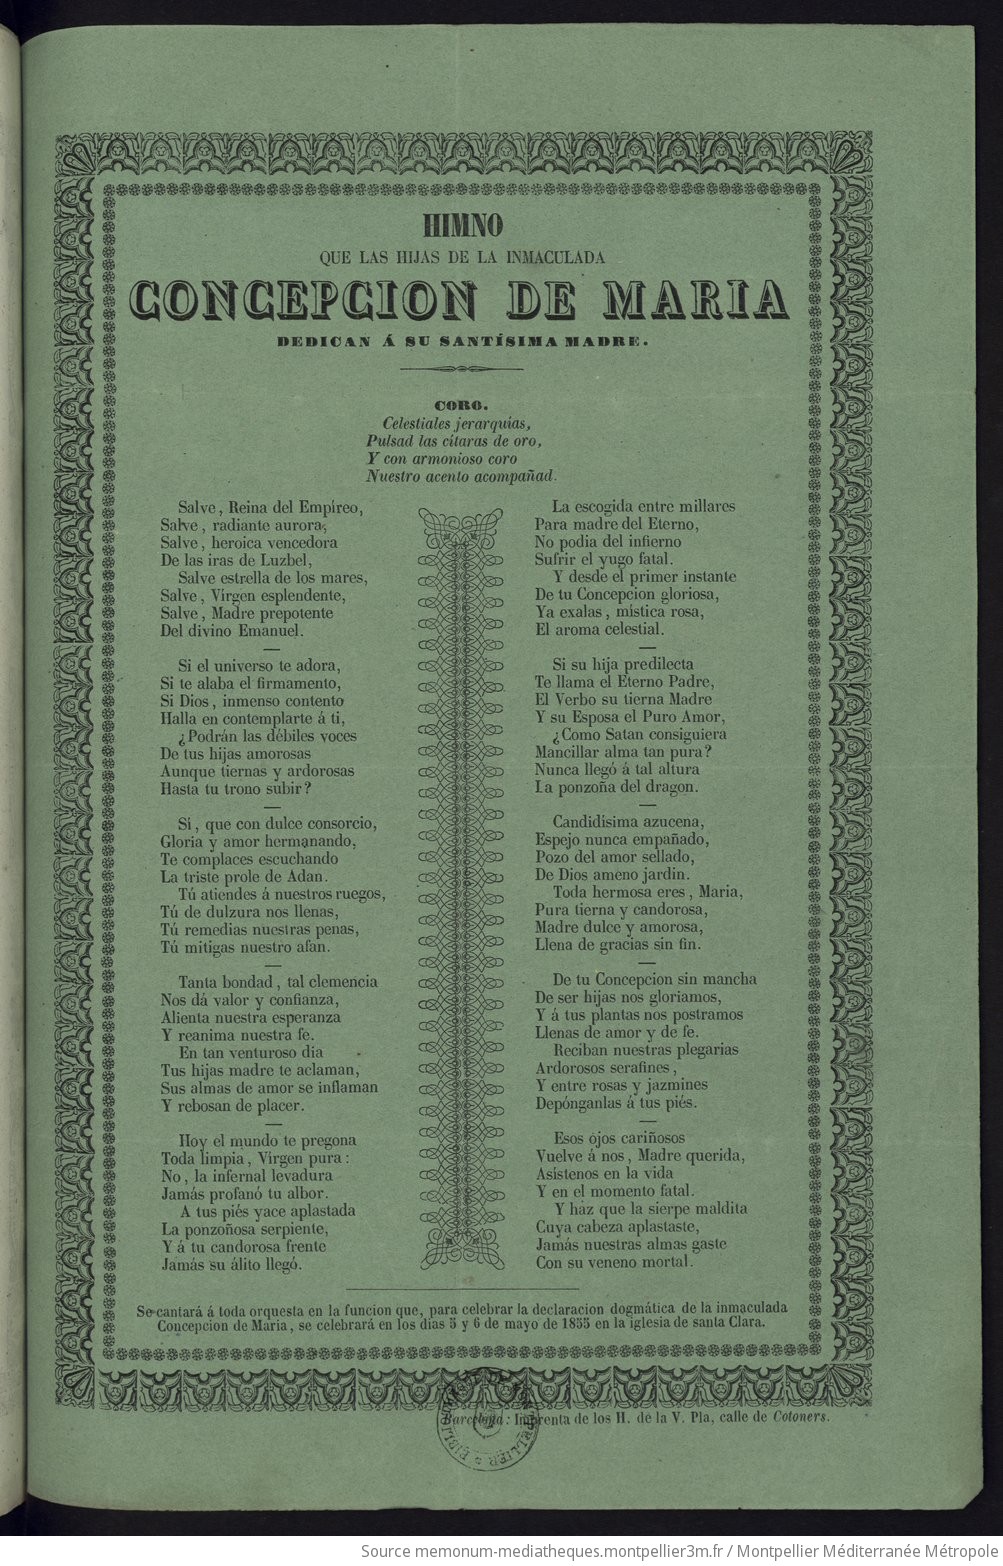 HIMNO
QUE LAS HIJAS DE LA INMACULADA
CONCEPCION DE MARIA
DEDICAN Á SU SANTÍSIMA MADRE.
CORO.
Celestiales jerarquías,
Pulsad las cítaras de oro,
Y con armonioso coro
Nuestro acento acompañad.
Salve, Reina del Empíreo,
Salve, radiante aurora,
Salve, heroica vencedora
De las iras de Luzbel,
Salve estrella de los mares,
Salve, Virgen esplendente,
Salve, Madre prepotente
Del divino Emanuel.
Si el universo te adora,
Si te alaba el firmamento,
Si Dios, inmenso contento
Halla en contemplarte á ti,
¿Podrán las débiles voces
De tus hijas amorosas
Aunque tiernas y ardorosas
Hasta tu trono subir?
Sí, que con dulce consorcio,
Gloria y amor hermanando,
Te complaces escuchando
La triste prole de Adan.
Tú atiendes á nuestros ruegos,
Tú de dulzura nos llenas,
Tú remedias nuestras penas,
Tú mitigas nuestro afan.
Tanta bondad, tal clemencia
Nos dá valor y confianza,
Alienta nuestra esperanza
Y reanima nuestra fe.
En tan venturoso dia
Tus hijas madre te aclaman,
Sus almas de amor se inflaman
Y rebosan de placer.
Hoy el mundo te pregona
Toda limpia, Virgen pura:
No, la infernal levadura
Jamás profanó tu albor.
A tus piés yace aplastada
La ponzoñosa serpiente,
Y á tu candorosa frente
Jamás su álito llegó.
La escogida entre millares
Para madre del Eterno,
No podia del infierno
Sufrir el yugo fatal.
Y desde el primer instante
De tu Concepcion gloriosa,
Ya exalas, mística rosa,
El aroma celestial.
Si su hija predilecta
Te llama el Eterno Padre,
El Verbo su tierna Madre
Y su Esposa el Puro Amor,
¿Como Satan consiguiera
Mancillar alma tan pura?
Nunca llegó á tal altura
La ponzoña del dragon.
Candidísima azucena,
Espejo nunca empañado,
Pozo del amor sellado,
De Dios ameno jardin.
Toda hermosa eres, Maria,
Pura tierna y candorosa,
Madre dulce y amorosa,
Llena de gracias sin fin.
De tu Concepcion sin mancha
De ser hijas nos gloriamos,
Y á tus plantas nos postramos
Llenas de amor y de fe.
Reciban nuestras plegarias
Ardorosos serafines,
Y entre rosas y jazmines
Depónganlas á tus piés.
Esos ojos cariñosos
Vuelve á nos, Madre querida,
Asístenos en la vida
Y en el momento fatal.
Y haz que la sierpe maldita
Cuya cabeza aplastaste,
Jamás nuestras almas gaste
Con su veneno mortal.
Se cantará á toda orquesta en la funcion que, para celebrar la declaracion dogmática de la inmaculada
Concepcion de Maria, se celebrará en los dias 5 y 6 de mayo de 1855 en la iglesia de santa Clara.
Barcelona: Imprenta de los H. de la V. Pla, calle de Cotoners.
Source memonum-mediatheques.montpellier3m.fr / Montpellier Méditerranée Métropole